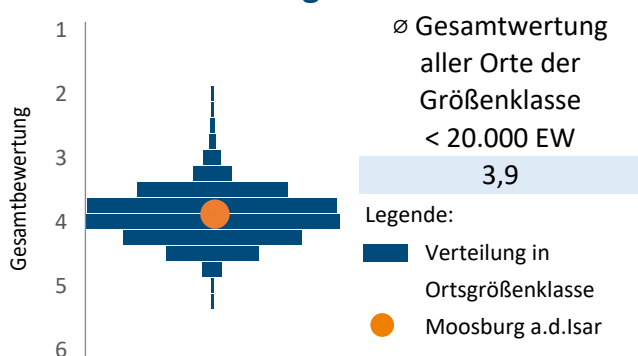 1
2
3
4
5
6
Gesamtbewertung
⌀ Gesamtwertung
aller Orte der
Größenklasse
< 20.000 EW
3,9
Legende:
Verteilung in
Ortsgrößenklasse
Moosburg a.d.Isar